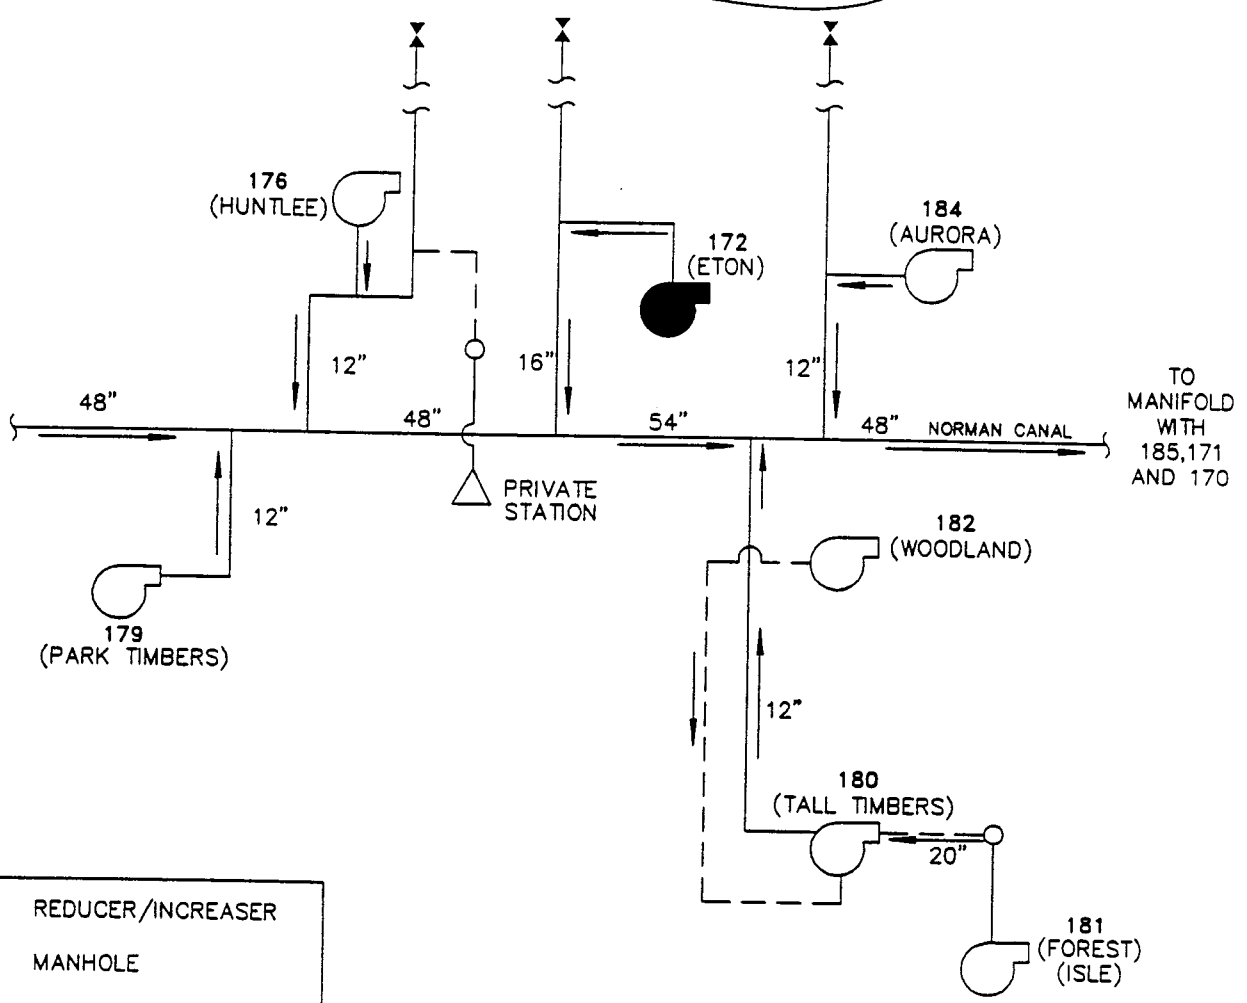 176
(HUNTLEE)
184
(AURORA)
172
(ETON)
12"
16"
12"
48"
48"
54"
48"
NORMAN CANAL
TO
MANIFOLD
WITH
185,171
AND 170
PRIVATE
STATION
12"
182
(WOODLAND)
179
(PARK TIMBERS)
12"
180
(TALL TIMBERS)
20"
181
(FOREST)
(ISLE)
REDUCER/INCREASER
MANHOLE